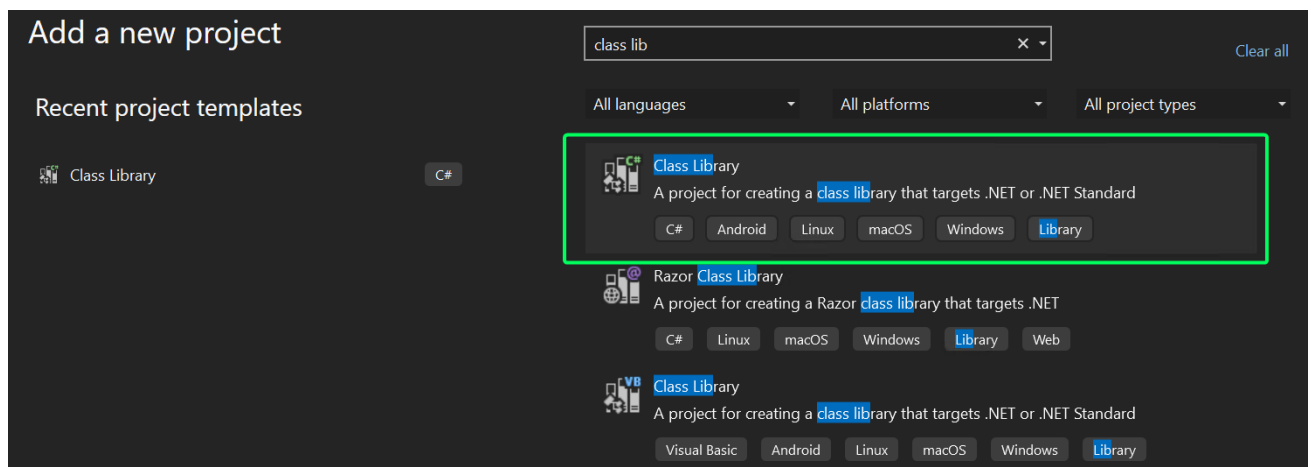 Add a new project
class lib
Clear all
Recent project templates
All languages
All platforms
All project types
Class Library
C#
C#
Class Library
A project for creating a class library that targets .NET or .NET Standard
C# Android Linux macOS Windows Library
@
Razor Class Library
A project for creating a Razor class library that targets .NET
C# Linux macOS Windows Library Web
VB
Class Library
A project for creating a class library that targets .NET or .NET Standard
Visual Basic Android Linux macOS Windows Library